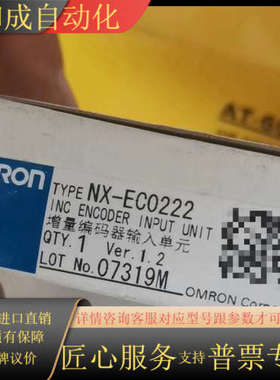 成自动化
AT-6
RON
TYPE NX-EC0222
INC ENCODER INPUT UNIT
增量编码器输入单元
QTY. 1 Ver.1.2
LOT No. 07319M
OMRON Corp
进口直销
详情咨询客服对应型号跟参数才可
有保障
牌议价
匠心服务 支持 普票专